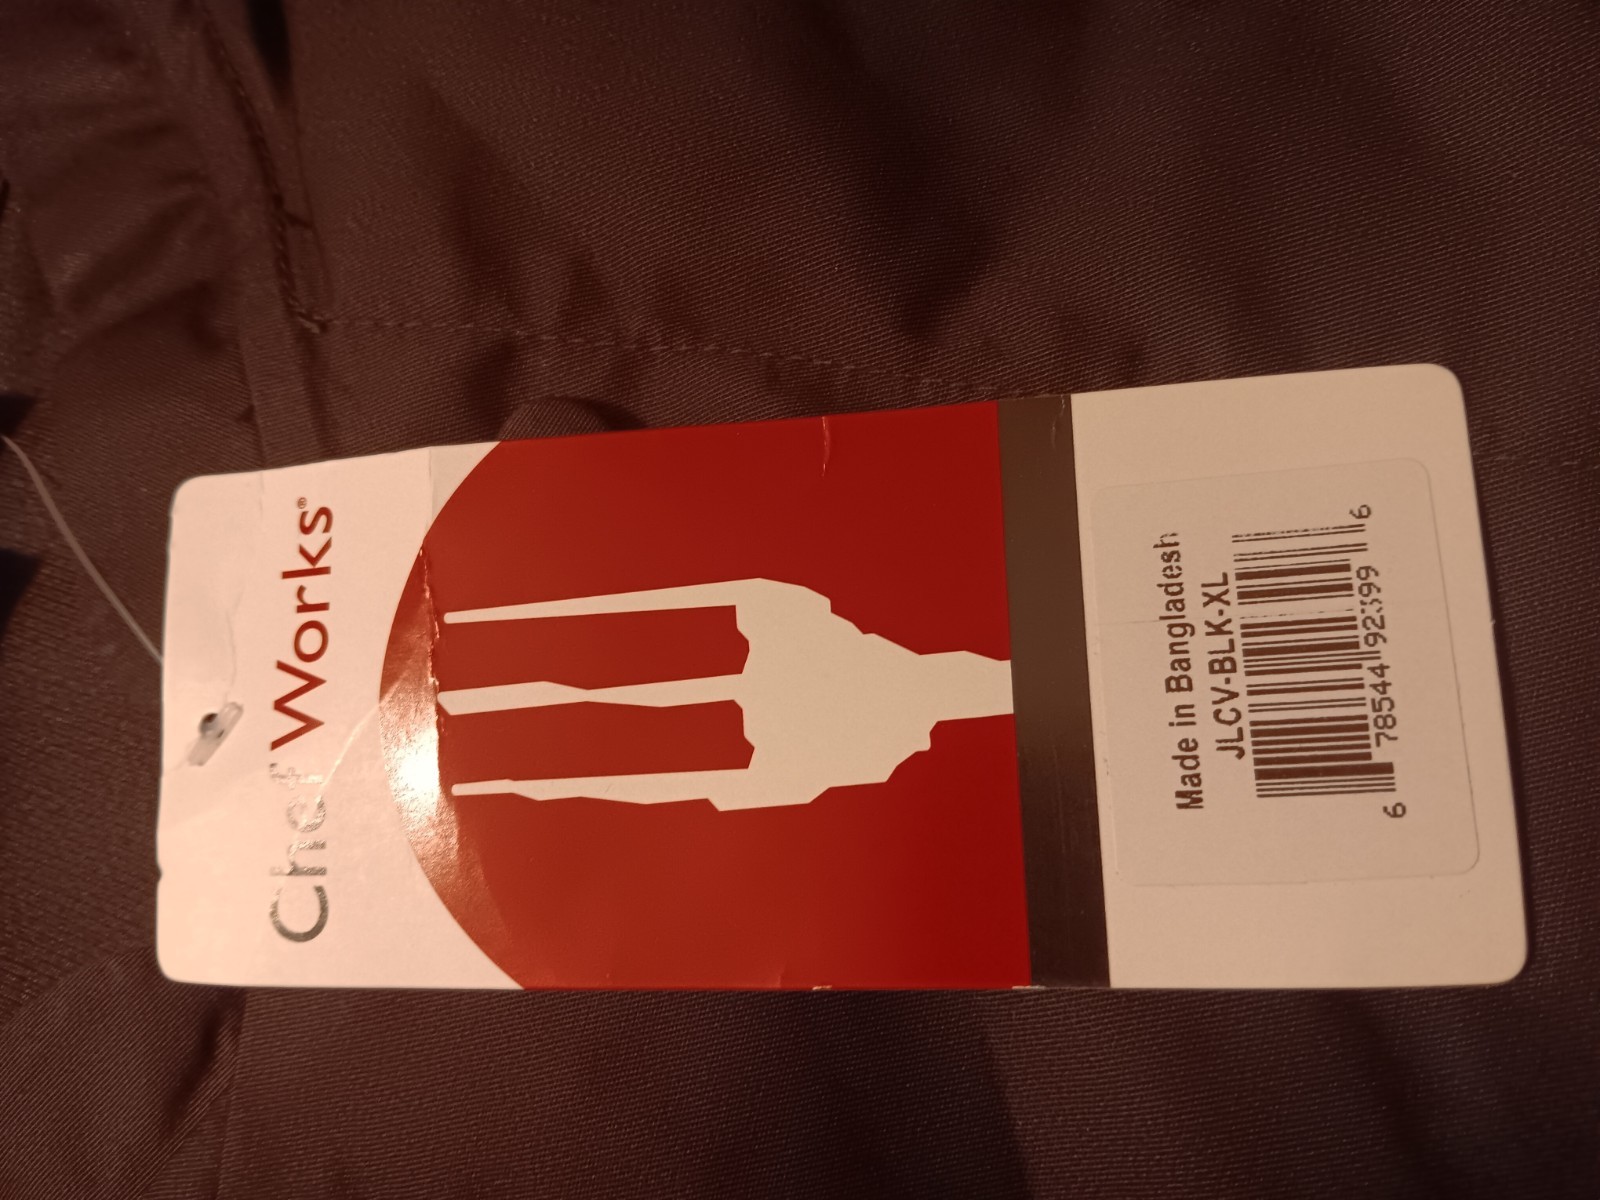 Chef Works®
Made in Bangladesh
JLCV-BLK-XL
6 78544 92399 6